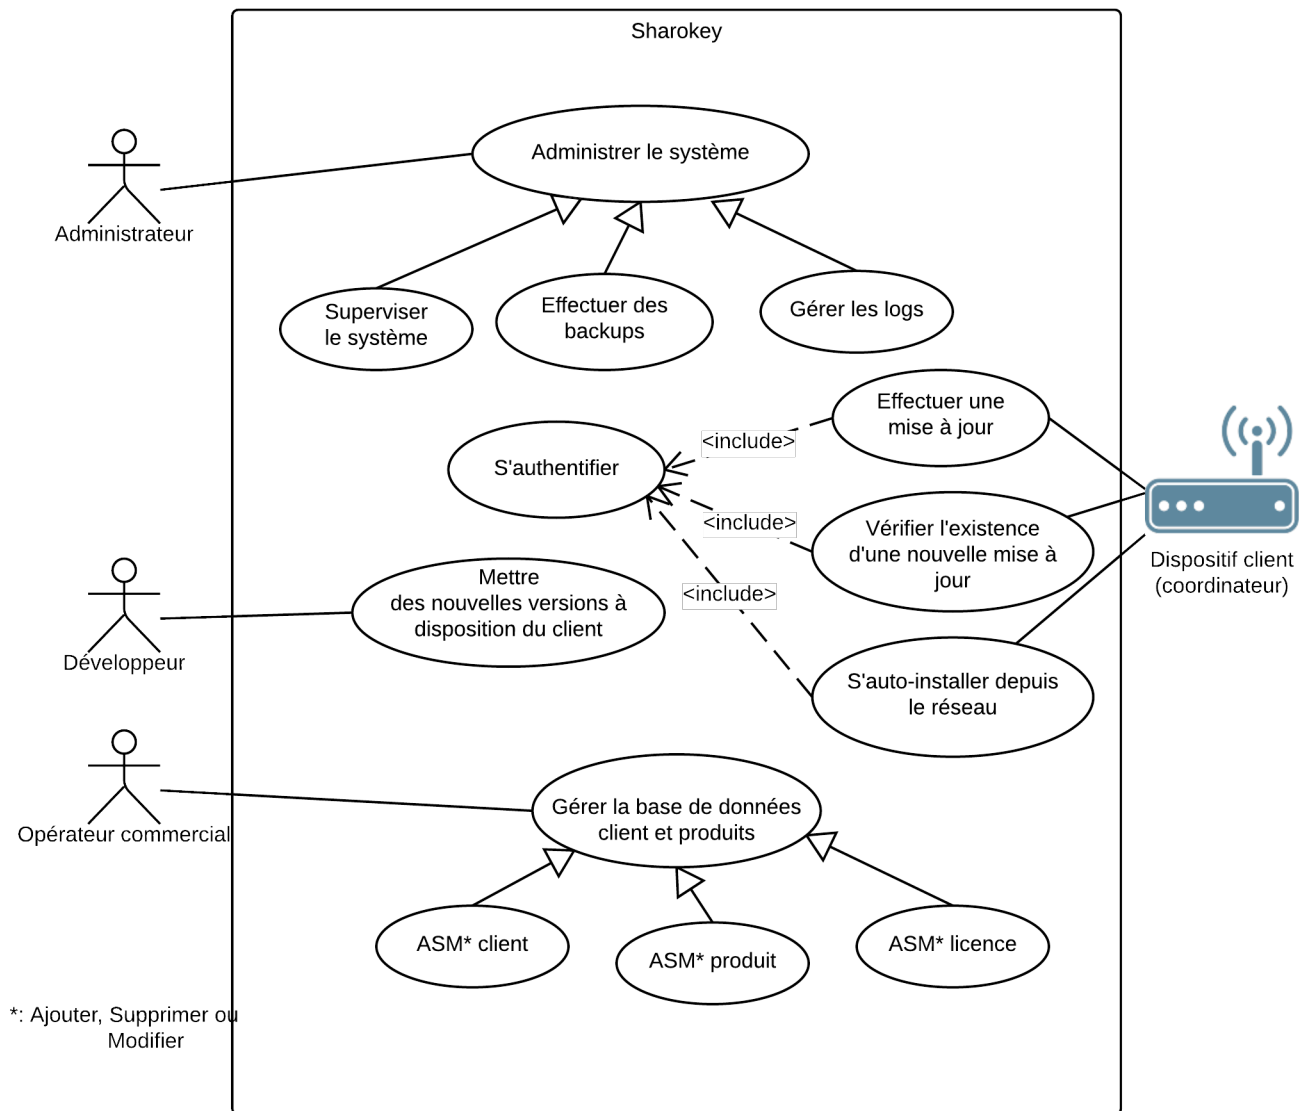 Sharokey
Administrer le système
Administrateur
Superviser
le système
Effectuer des
backups
Gérer les logs
Effectuer une
mise à jour
<include>
S'authentifier
<include>
Vérifier l'existence
d'une nouvelle mise à
jour
Dispositif client
(coordinateur)
Mettre
des nouvelles versions à
disposition du client
<include>
Développeur
S'auto-installer depuis
le réseau
Gérer la base de données
client et produits
Opérateur commercial
ASM* client
ASM* produit
ASM* licence
*: Ajouter, Supprimer ou
Modifier